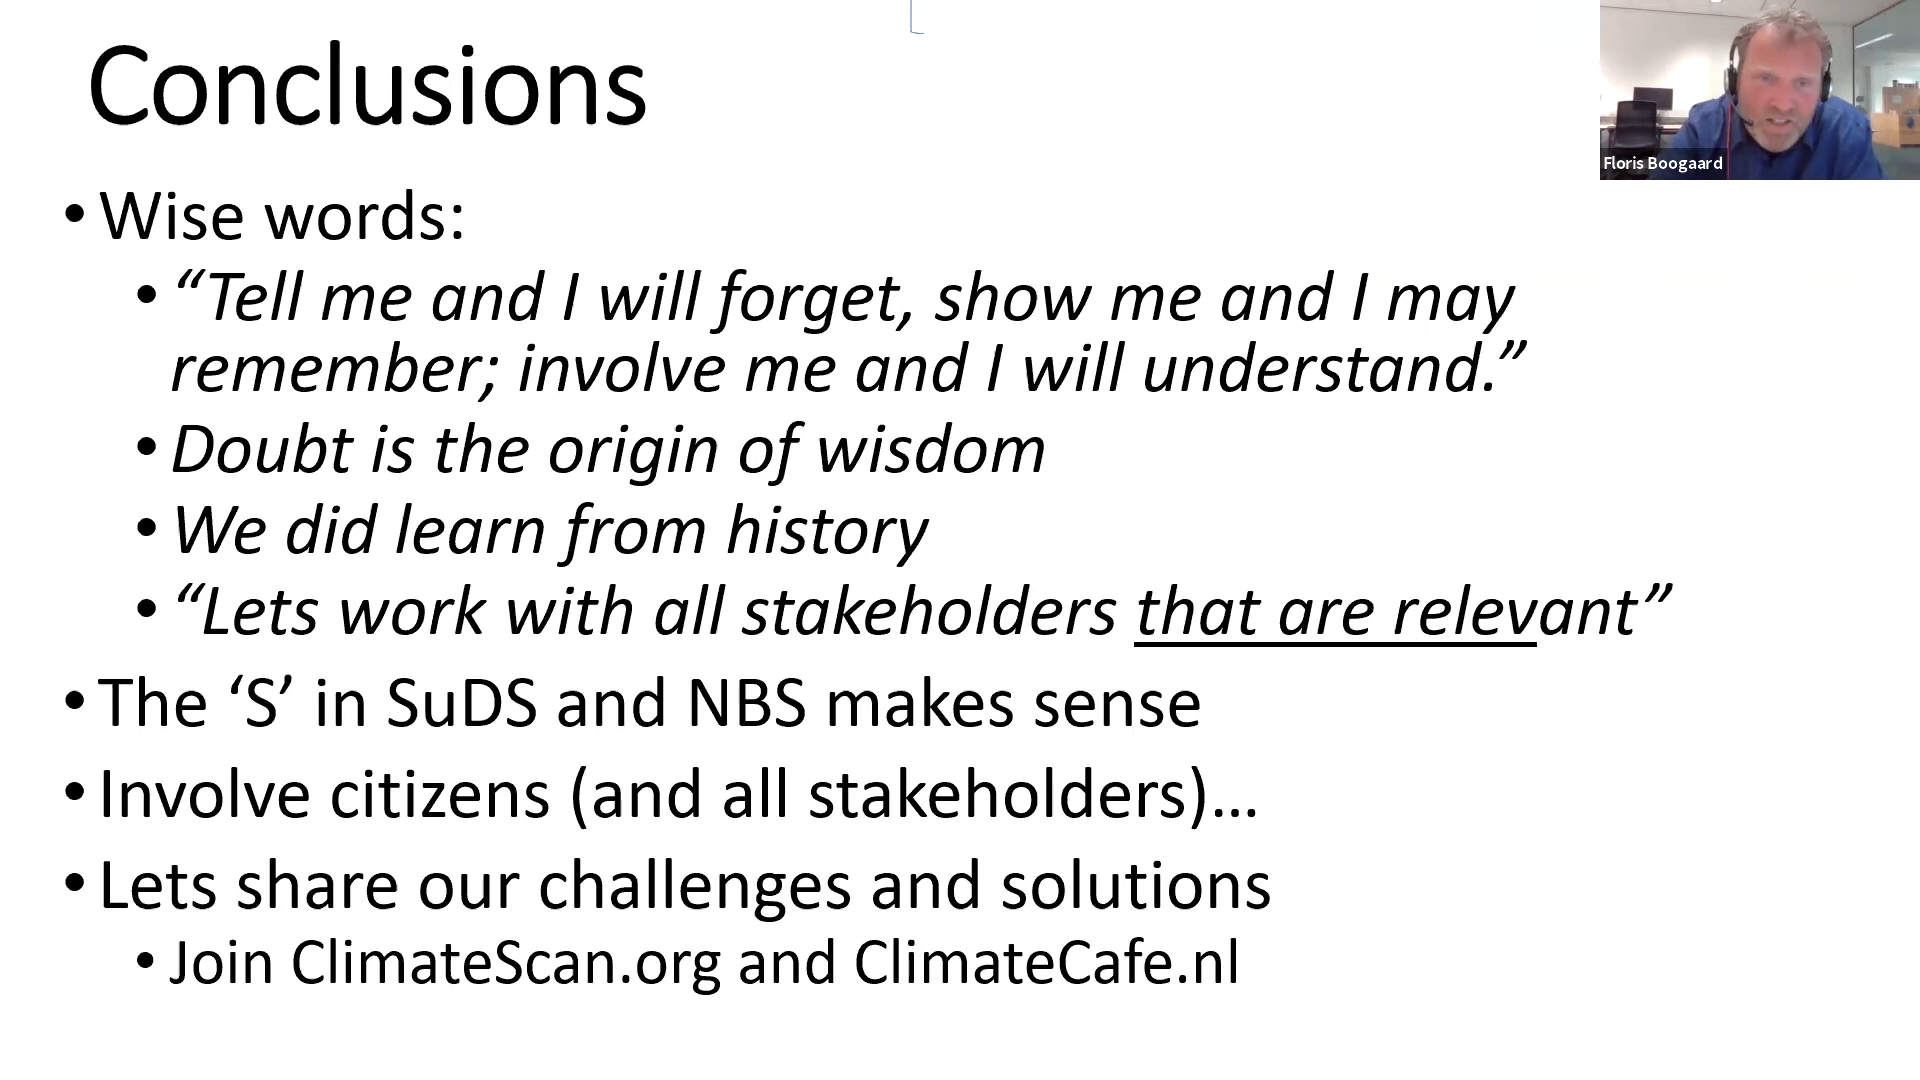 Conclusions
Floris Boogaard
• Wise words:
• “Tell me and I will forget, show me and I may
remember; involve me and I will understand.”
• Doubt is the origin of wisdom
• We did learn from history
• “Lets work with all stakeholders that are relevant”
• The ‘S’ in SuDS and NBS makes sense
• Involve citizens (and all stakeholders)…
• Lets share our challenges and solutions
• Join ClimateScan.org and ClimateCafe.nl